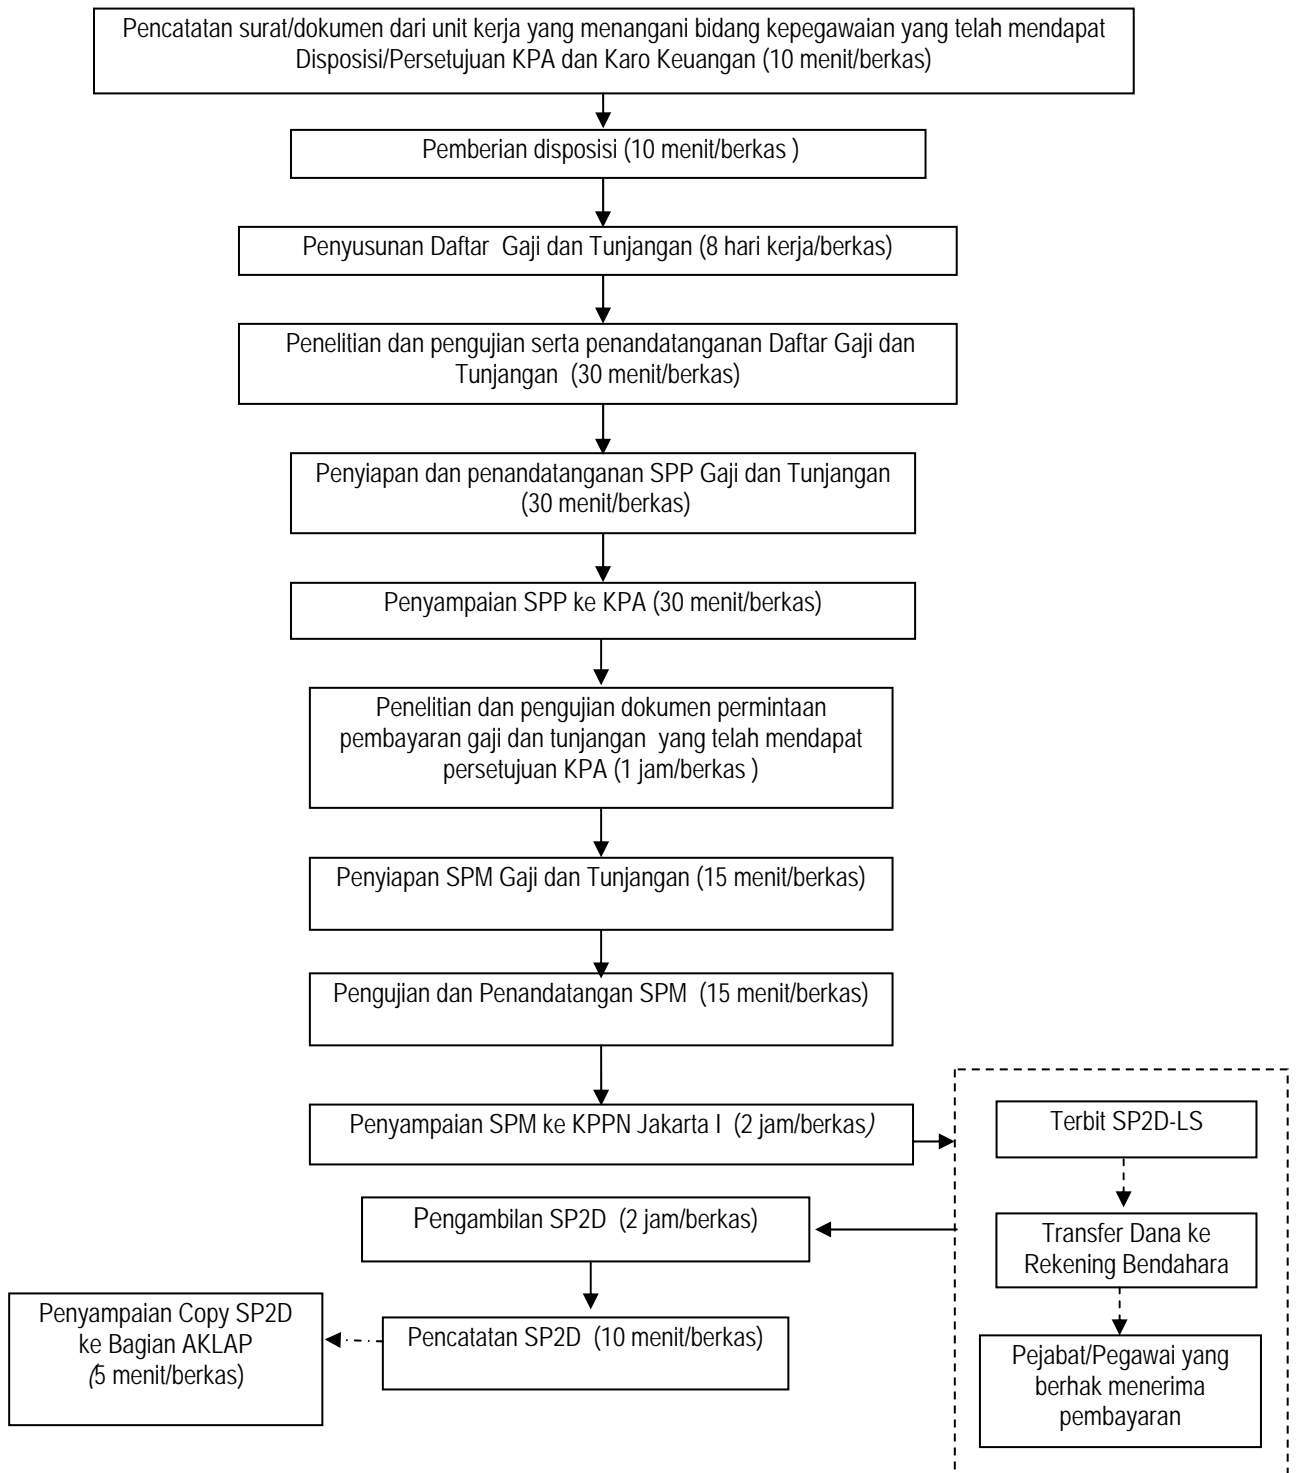 Pencatatan surat/dokumen dari unit kerja yang menangani bidang kepegawaian yang telah mendapat
Disposisi/Persetujuan KPA dan Karo Keuangan (10 menit/berkas)
Pemberian disposisi (10 menit/berkas )
Penyusunan Daftar Gaji dan Tunjangan (8 hari kerja/berkas)
Penelitian dan pengujian serta penandatanganan Daftar Gaji dan
Tunjangan (30 menit/berkas)
Penyiapan dan penandatanganan SPP Gaji dan Tunjangan
(30 menit/berkas)
Penyampaian SPP ke KPA (30 menit/berkas)
Penelitian dan pengujian dokumen permintaan
pembayaran gaji dan tunjangan yang telah mendapat
persetujuan KPA (1 jam/berkas )
Penyiapan SPM Gaji dan Tunjangan (15 menit/berkas)
Pengujian dan Penandatangan SPM (15 menit/berkas)
Penyampaian SPM ke KPPN Jakarta I (2 jam/berkas)
Terbit SP2D-LS
Transfer Dana ke
Rekening Bendahara
Pejabat/Pegawai yang
berhak menerima
pembayaran
Pengambilan SP2D (2 jam/berkas)
Pencatatan SP2D (10 menit/berkas)
Penyampaian Copy SP2D
ke Bagian AKLAP
(5 menit/berkas)